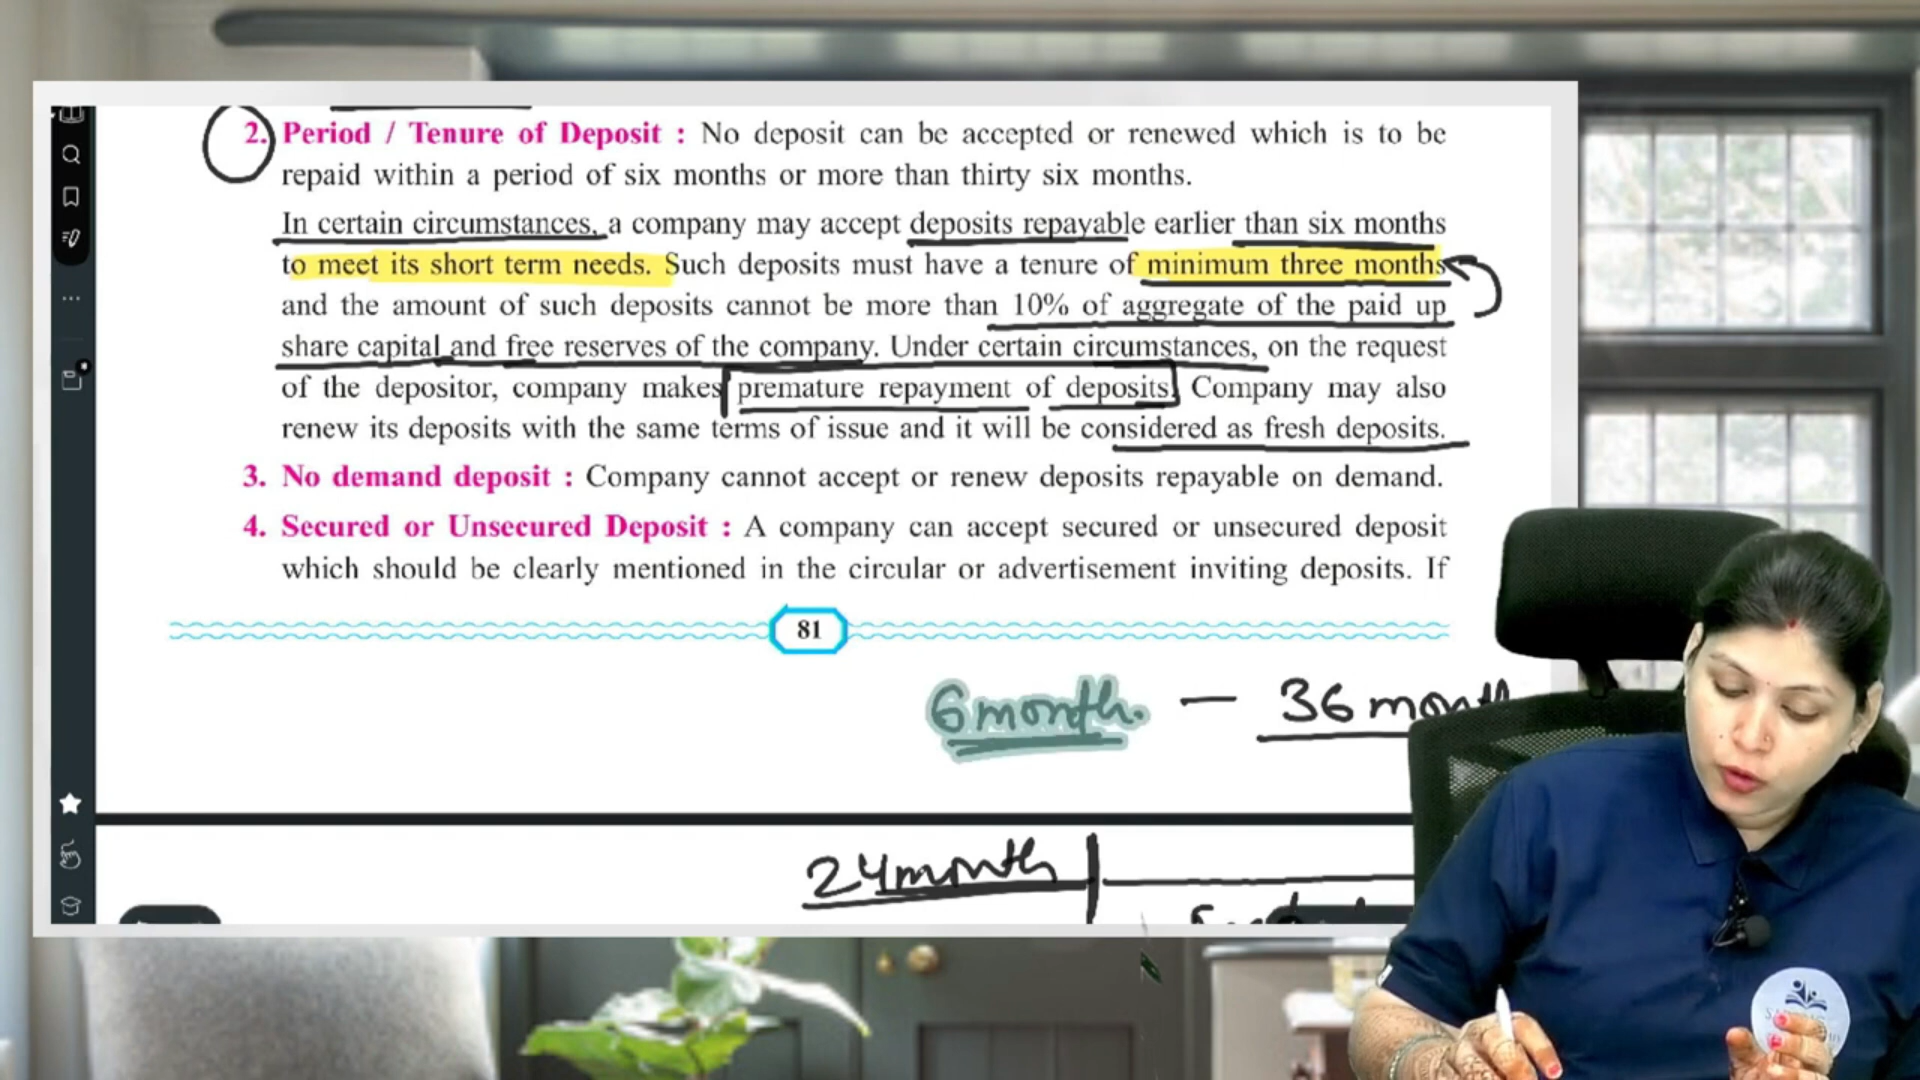 2. Period / Tenure of Deposit : No deposit can be accepted or renewed which is to be
repaid within a period of six months or more than thirty six months.
In certain circumstances, a company may accept deposits repayable earlier than six months
to meet its short term needs. Such deposits must have a tenure of minimum three months
and the amount of such deposits cannot be more than 10% of aggregate of the paid up
share capital and free reserves of the company. Under certain circumstances, on the request
of the depositor, company makes premature repayment of deposits. Company may also
renew its deposits with the same terms of issue and it will be considered as fresh deposits.
3. No demand deposit : Company cannot accept or renew deposits repayable on demand.
4. Secured or Unsecured Deposit : A company can accept secured or unsecured deposit
which should be clearly mentioned in the circular or advertisement inviting deposits. If
81
6month. — 36 month
24month